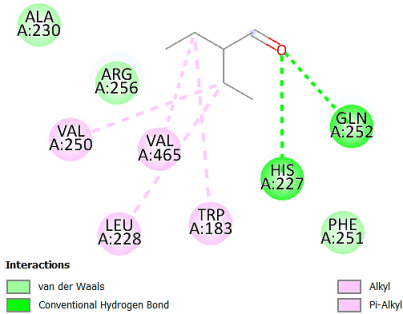 ALA
A:230
ARG
A:256
O
GLN
A:252
VAL
A:250
VAL
A:465
HIS
A:227
LEU
A:228
TRP
A:183
PHE
A:251
Interactions
van der Waals
Conventional Hydrogen Bond
Alkyl
Pi-Alkyl